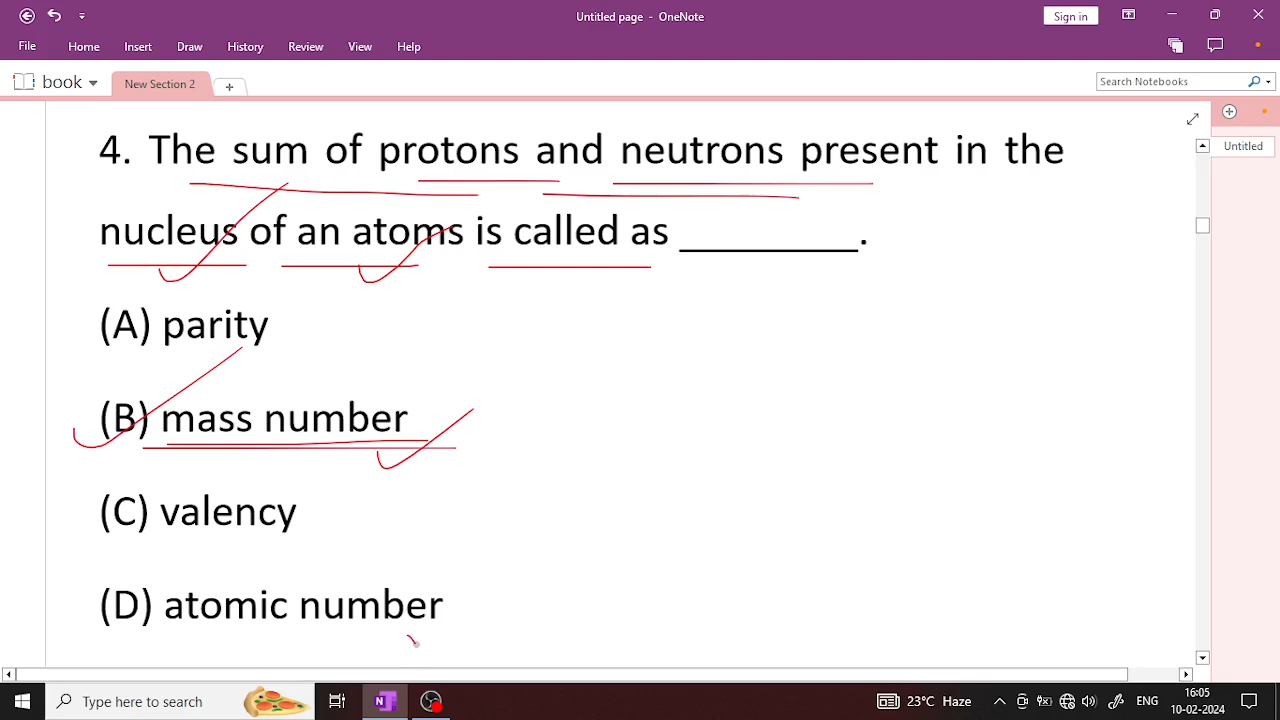 Untitled page - OneNote
Sign in
File Home Insert Draw History Review View Help
book New Section 2 +
Search Notebooks
Untitled
4. The sum of protons and neutrons present in the
nucleus of an atoms is called as _________.
(A) parity
(B) mass number
(C) valency
(D) atomic number
Type here to search
N
23°C Haze
ENG
16:05
10-02-2024